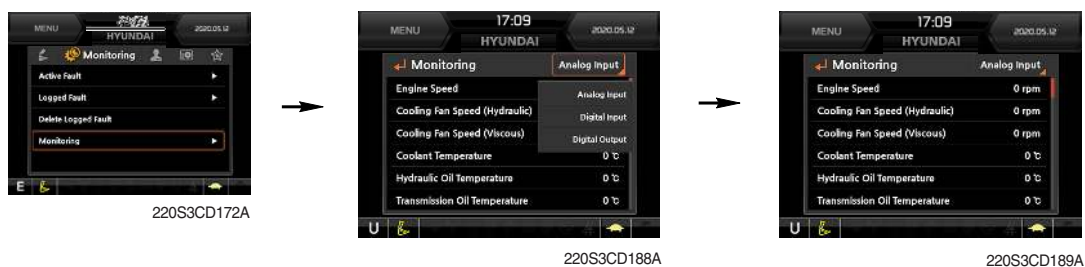 MENU
HYUNDAI
2020.05.12
Monitoring
Active Fault
Logged Fault
Delete Logged Fault
Monitoring
E
220S3CD172A
MENU
17:09
HYUNDAI
2020.05.12
Monitoring Analog Input
Engine Speed
Analog Input
Cooling Fan Speed (Hydraulic)
Digital Input
Cooling Fan Speed (Viscous)
Digital Output
Coolant Temperature 0 ℃
Hydraulic Oil Temperature 0 ℃
Transmission Oil Temperature 0 ℃
U
220S3CD188A
MENU
17:09
HYUNDAI
2020.05.12
Monitoring Analog Input
Engine Speed 0 rpm
Cooling Fan Speed (Hydraulic) 0 rpm
Cooling Fan Speed (Viscous) 0 rpm
Coolant Temperature 0 ℃
Hydraulic Oil Temperature 0 ℃
Transmission Oil Temperature 0 ℃
U
220S3CD189A